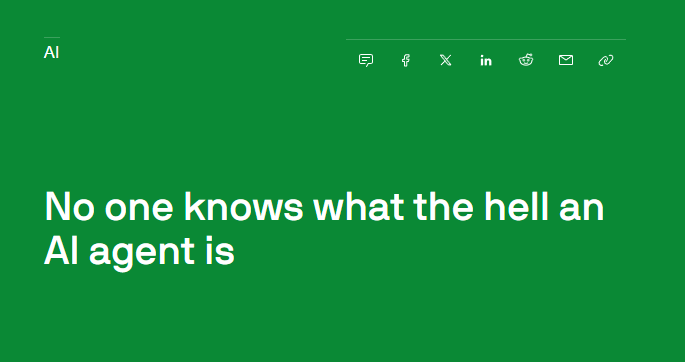 AI
No one knows what the hell an
AI agent is